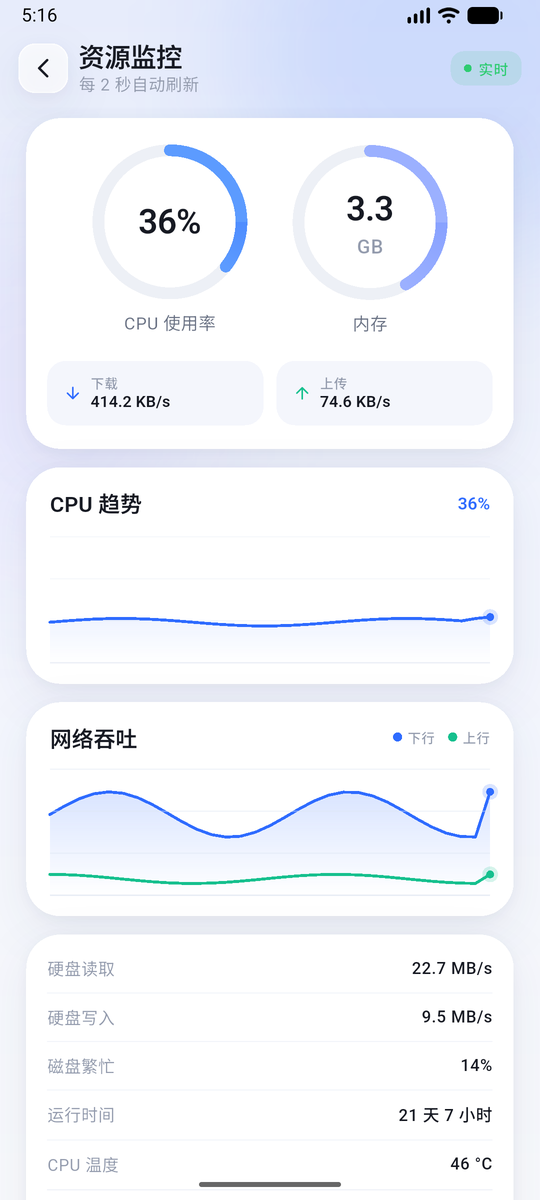 5:16
资源监控
每 2 秒自动刷新
实时
36%
3.3
GB
CPU 使用率
内存
下载
414.2 KB/s
上传
74.6 KB/s
CPU 趋势
36%
网络吞吐
下行
上行
硬盘读取
22.7 MB/s
硬盘写入
9.5 MB/s
磁盘繁忙
14%
运行时间
21 天 7 小时
CPU 温度
46 °C